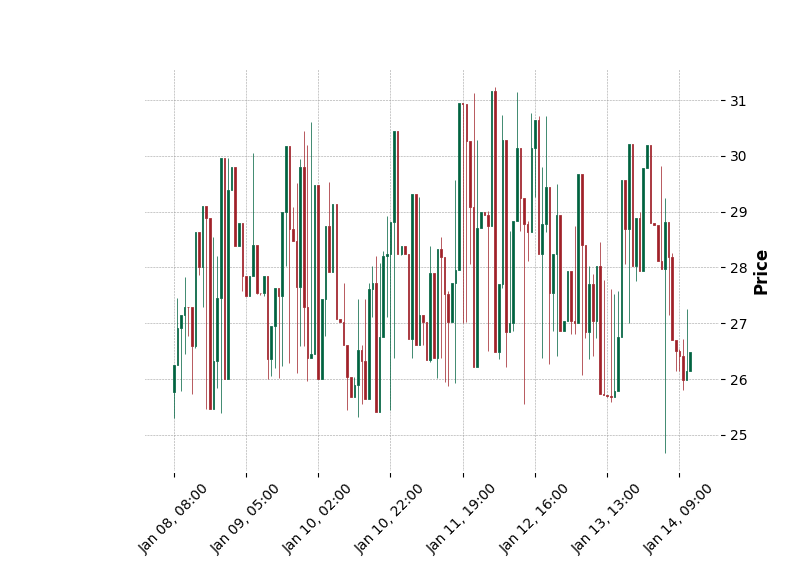 31
30
29
28
27
26
25
Price
Jan 08, 08:00
Jan 09, 05:00
Jan 10, 02:00
Jan 10, 22:00
Jan 11, 19:00
Jan 12, 16:00
Jan 13, 13:00
Jan 14, 09:00